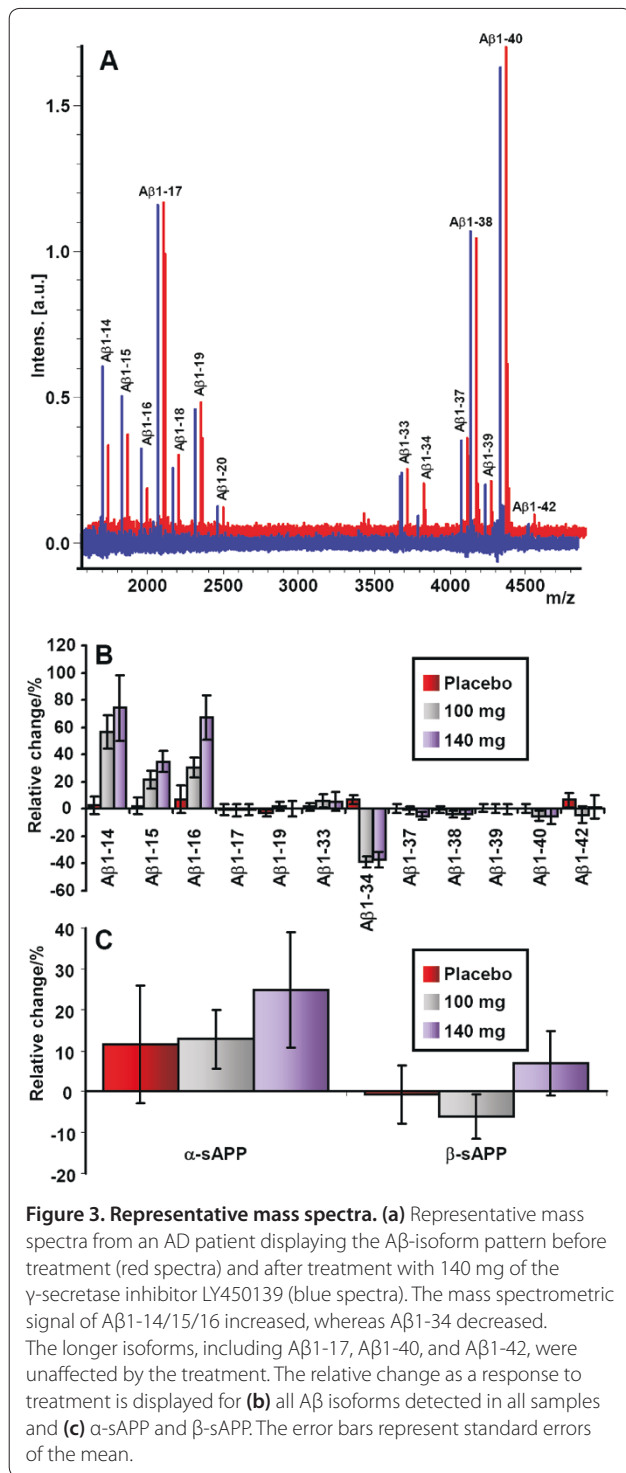 A
Aβ1-40
1.5
Aβ1-17
Aβ1-38
1.0
Intens. [a.u.]
Aβ1-14
Aβ1-15
Aβ1-19
0.5
Aβ1-16
Aβ1-18
Aβ1-20
Aβ1-33
Aβ1-34
Aβ1-37
Aβ1-39
Aβ1-42
0.0
2000 2500 3000 3500 4000 4500
m/z
B
120
100
80
60
40
20
0
-20
-40
-60
Relative change/%
Placebo
100 mg
140 mg
Aβ1-14
Aβ1-15
Aβ1-16
Aβ1-17
Aβ1-19
Aβ1-33
Aβ1-34
Aβ1-37
Aβ1-38
Aβ1-39
Aβ1-40
Aβ1-42
C
40
30
20
10
0
-10
-20
Relative change/%
Placebo
100 mg
140 mg
α-sAPP β-sAPP
Figure 3. Representative mass spectra. (a) Representative mass
spectra from an AD patient displaying the Aβ-isoform pattern before
treatment (red spectra) and after treatment with 140 mg of the
γ-secretase inhibitor LY450139 (blue spectra). The mass spectrometric
signal of Aβ1-14/15/16 increased, whereas Aβ1-34 decreased.
The longer isoforms, including Aβ1-17, Aβ1-40, and Aβ1-42, were
unaffected by the treatment. The relative change as a response to
treatment is displayed for (b) all Aβ isoforms detected in all samples
and (c) α-sAPP and β-sAPP. The error bars represent standard errors
of the mean.